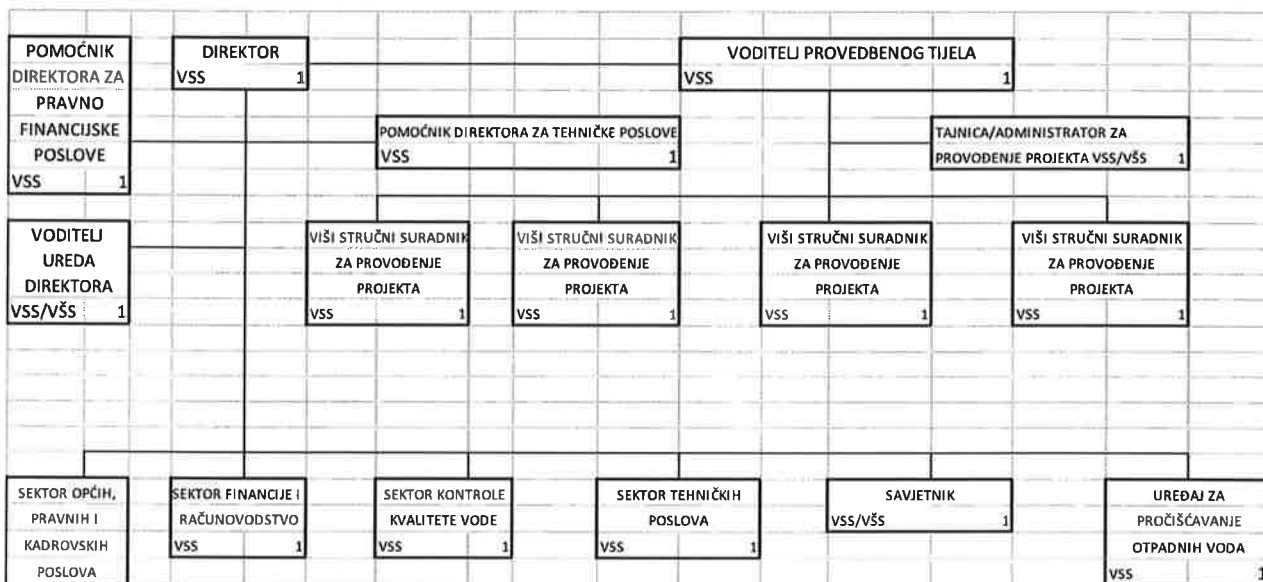 POMOĆNIK
DIREKTORA ZA
PRAVNO
FINANCIJSKE
POSLOVE
VSS 1
DIREKTOR
VSS 1
VODITELJ PROVEDBENOG TIJELA
VSS 1
POMOĆNIK DIREKTORA ZA TEHNIČKE POSLOVE
VSS 1
TAJNICA/ADMINISTRATOR ZA
PROVOĐENJE PROJEKTA VSS/VŠS 1
VODITELJ
UREDA
DIREKTORA
VSS/VŠS 1
VIŠI STRUČNI SURADNIK
ZA PROVOĐENJE
PROJEKTA
VSS 1
VIŠI STRUČNI SURADNIK
ZA PROVOĐENJE
PROJEKTA
VSS 1
VIŠI STRUČNI SURADNIK
ZA PROVOĐENJE
PROJEKTA
VSS 1
VIŠI STRUČNI SURADNIK
ZA PROVOĐENJE
PROJEKTA
VSS 1
SEKTOR OPĆIH,
PRAVNIH I
KADROVSKIH
POSLOVA
SEKTOR FINANCIJE I
RAČUNOVODSTVO
VSS 1
SEKTOR KONTROLE
KVALITETE VODE
VSS 1
SEKTOR TEHNIČKIH
POSLOVA
VSS 1
SAVJETNIK
VSS/VŠS 1
UREĐAJ ZA
PROČIŠĆAVANJE
OTPADNIH VODA
VSS 1